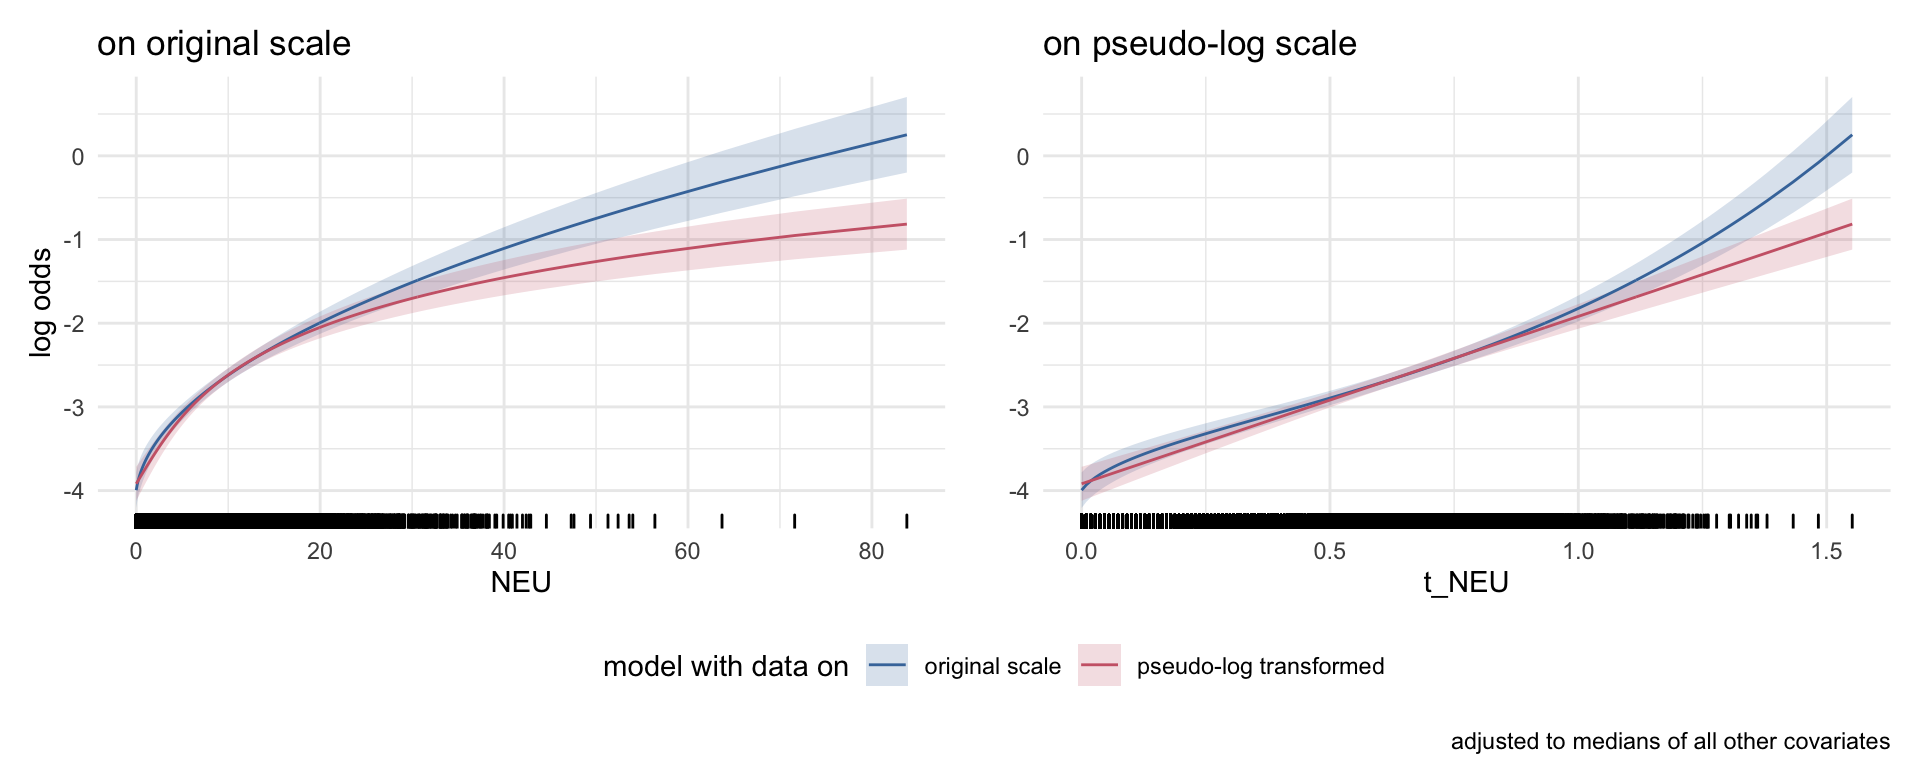 on original scale
on pseudo-log scale
log odds
0
-1
-2
-3
-4
0
20
40
60
80
NEU
0
-1
-2
-3
-4
0.0
0.5
1.0
1.5
t_NEU
model with data on original scale pseudo-log transformed
adjusted to medians of all other covariates